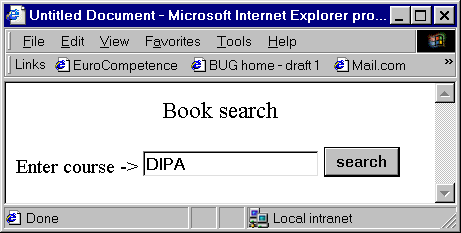 Untitled Document - Microsoft Internet Explorer pro...
File Edit View Favorites Tools Help
Links EuroCompetence BUG home - draft 1 Mail.com »
Book search
Enter course -> DIPA search
Done Local intranet